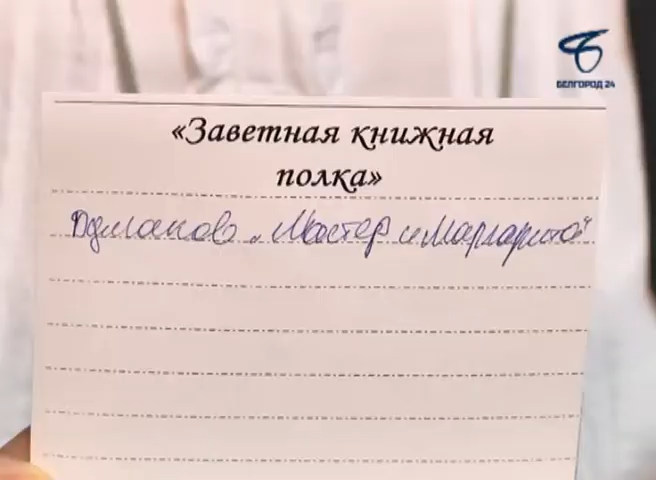 БЕЛГОРОД 24
«Заветная книжная
полка»
Булгаков „Мастер и Маргарита"